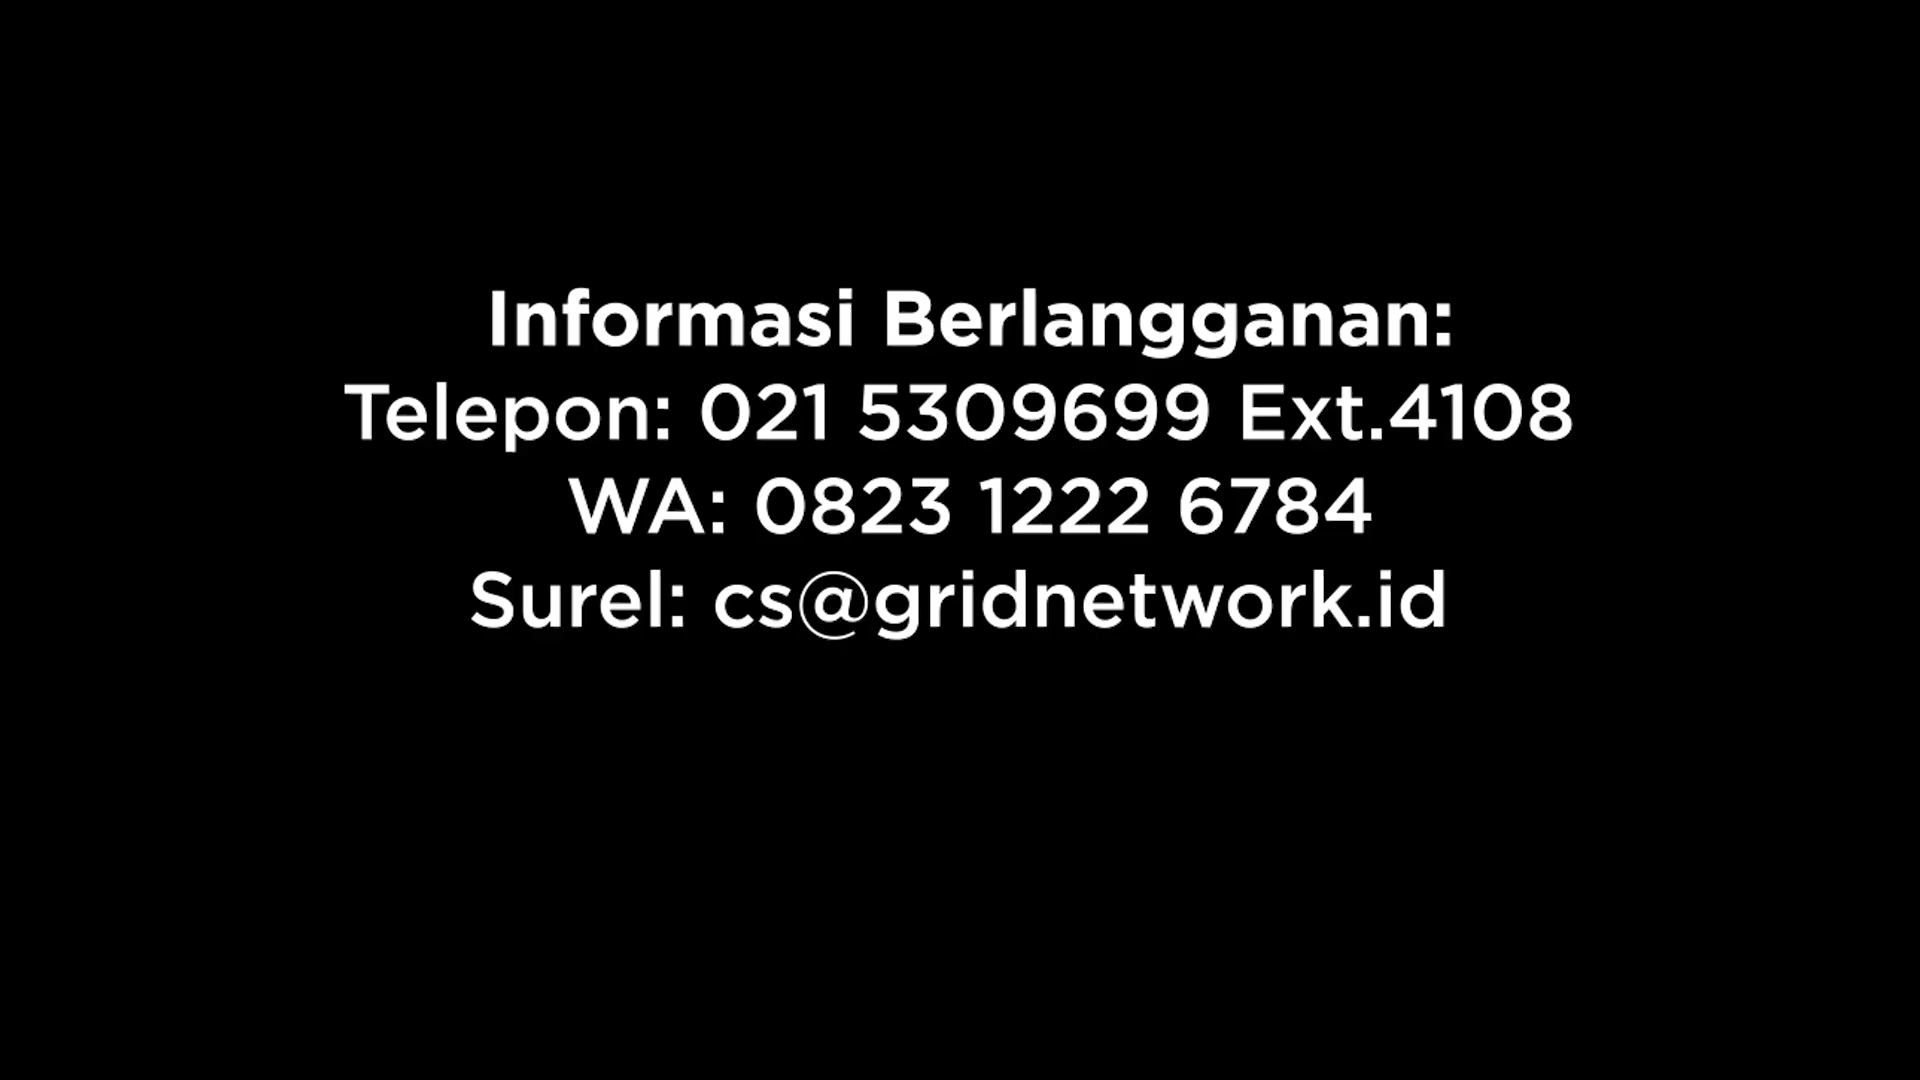 Informasi Berlangganan:
Telepon: 021 5309699 Ext.4108
WA: 0823 1222 6784
Surel: cs@gridnetwork.id